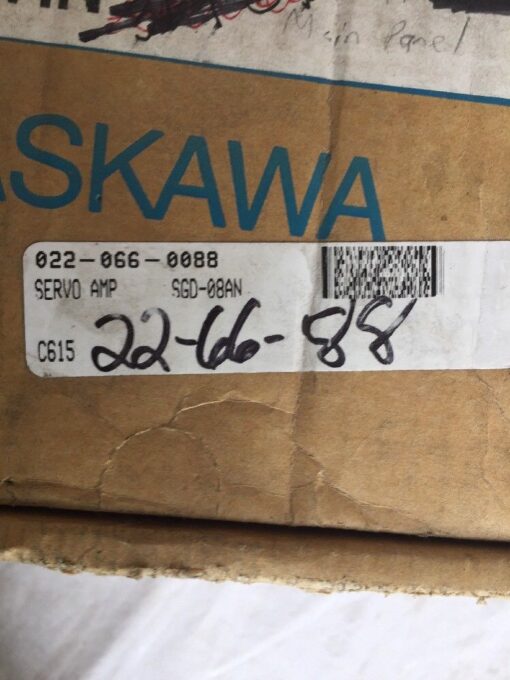 Main Panel
ASKAWA
022-066-0088
SERVO AMP SGD-08AN
C615 22-66-88